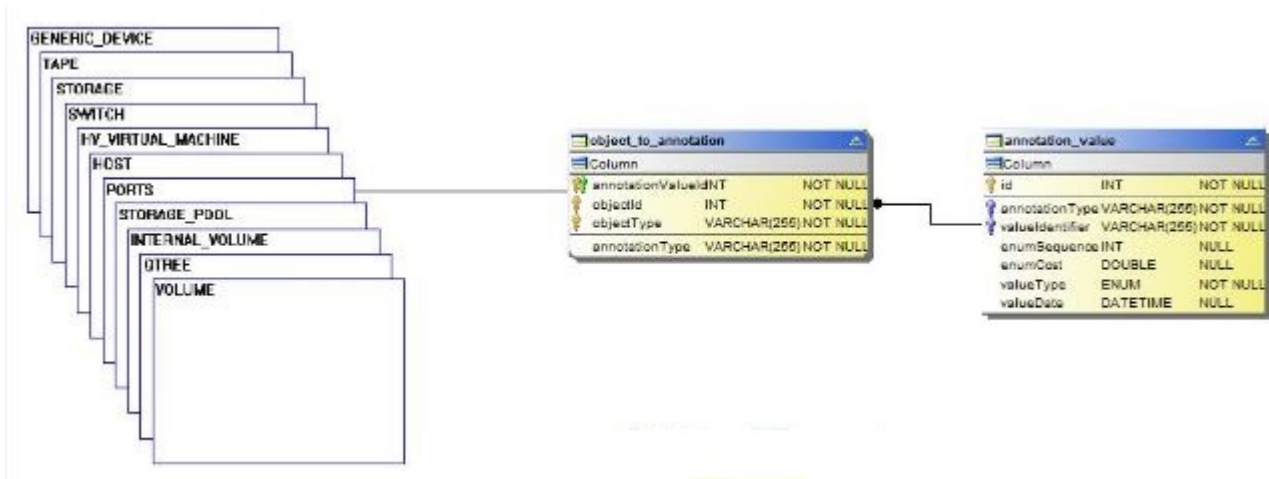 GENERIC_DEVICE
TAPE
STORAGE
SWITCH
HV_VIRTUAL_MACHINE
HOST
PORTS
STORAGE_POOL
INTERNAL_VOLUME
QTREE
VOLUME
object_to_annotation
Column
annotationValueId INT NOT NULL
objectId INT NOT NULL
objectType VARCHAR(255) NOT NULL
annotationType VARCHAR(255) NOT NULL
annotation_value
Column
id INT NOT NULL
annotationType VARCHAR(255) NOT NULL
valueIdentifier VARCHAR(255) NOT NULL
enumSequence INT NULL
enumCost DOUBLE NULL
valueType ENUM NOT NULL
valueDate DATETIME NULL